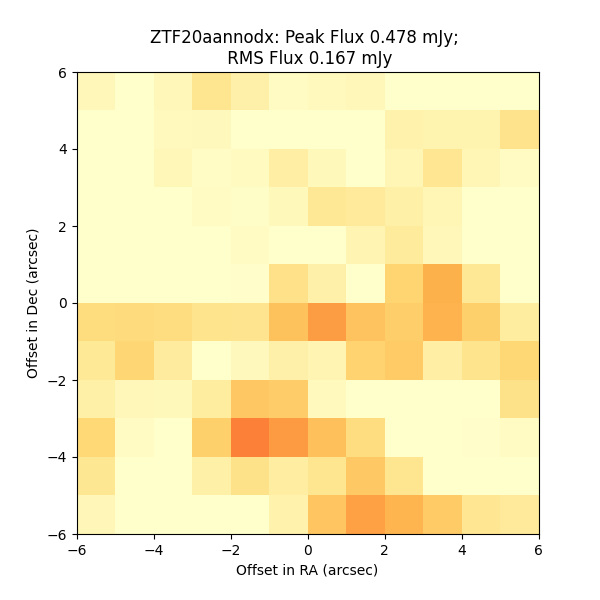 ZTF20aannodx: Peak Flux 0.478 mJy;
RMS Flux 0.167 mJy
6
4
2
0
−2
−4
−6
Offset in Dec (arcsec)
−6 −4 −2 0 2 4 6
Offset in RA (arcsec)